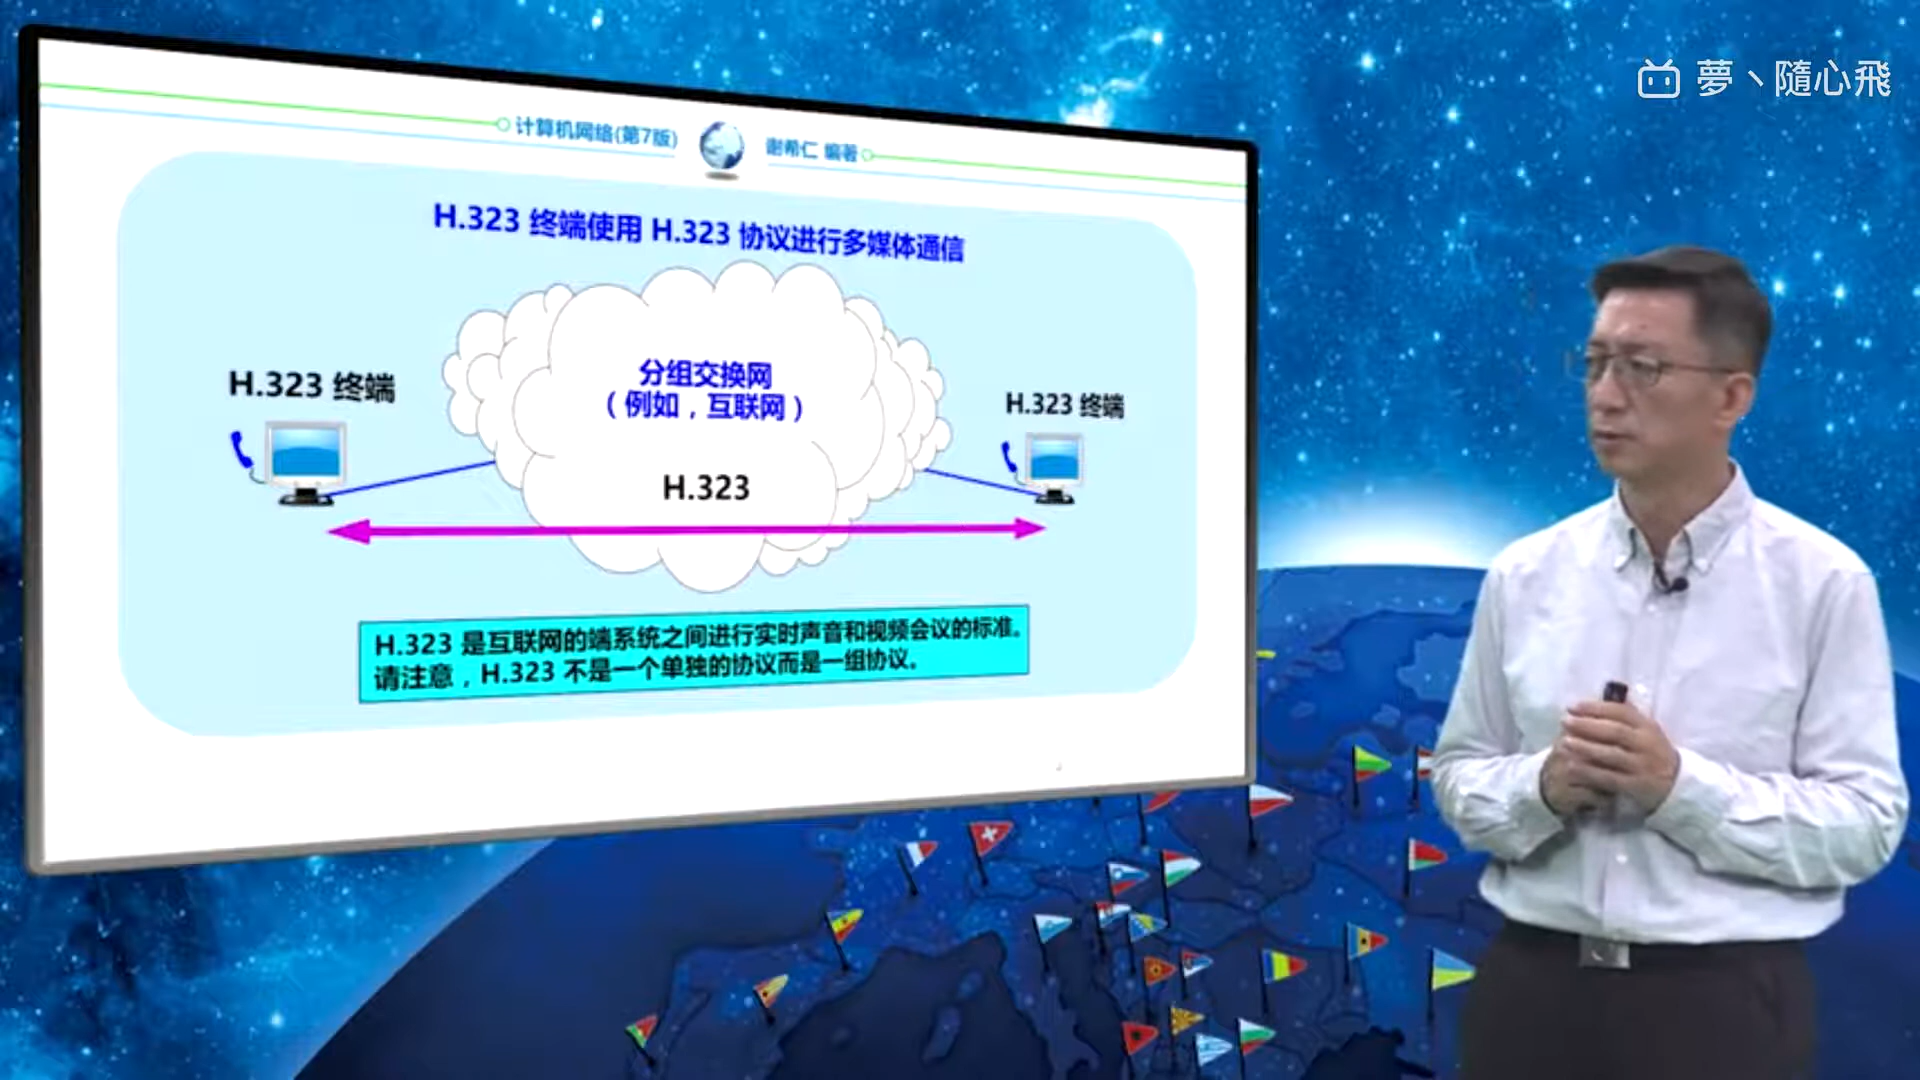 夢丶隨心飛
计算机网络(第7版)
谢希仁 编著
H.323 终端使用 H.323 协议进行多媒体通信
分组交换网
(例如,互联网)
H.323 终端
H.323 终端
H.323
H.323 是互联网的端系统之间进行实时声音和视频会议的标准。
请注意,H.323 不是一个单独的协议而是一组协议。